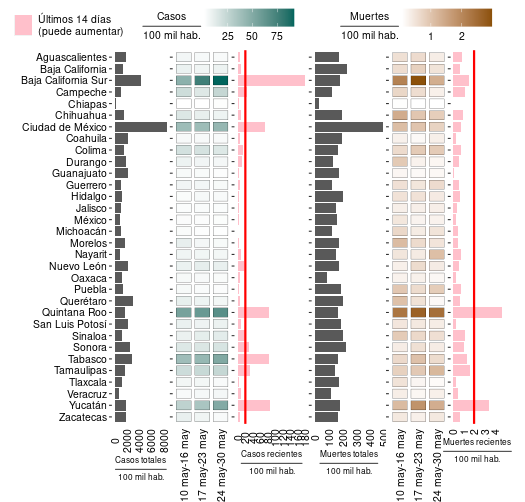 Últimos 14 días
(puede aumentar)
Casos
100 mil hab.
25 50 75
Muertes
100 mil hab.
1 2
Aguascalientes
Baja California
Baja California Sur
Campeche
Chiapas
Chihuahua
Ciudad de México
Coahuila
Colima
Durango
Guanajuato
Guerrero
Hidalgo
Jalisco
México
Michoacán
Morelos
Nayarit
Nuevo León
Oaxaca
Puebla
Querétaro
Quintana Roo
San Luis Potosí
Sinaloa
Sonora
Tabasco
Tamaulipas
Tlaxcala
Veracruz
Yucatán
Zacatecas
0 2000 4000 6000 8000
Casos totales
100 mil hab.
10 may-16 may
17 may-23 may
24 may-30 may
0 20 40 60 80 100 120 140 160 180
Casos recientes
100 mil hab.
0 100 200 300 400 500
Muertes totales
100 mil hab.
10 may-16 may
17 may-23 may
24 may-30 may
0 1 2 3 4
Muertes recientes
100 mil hab.